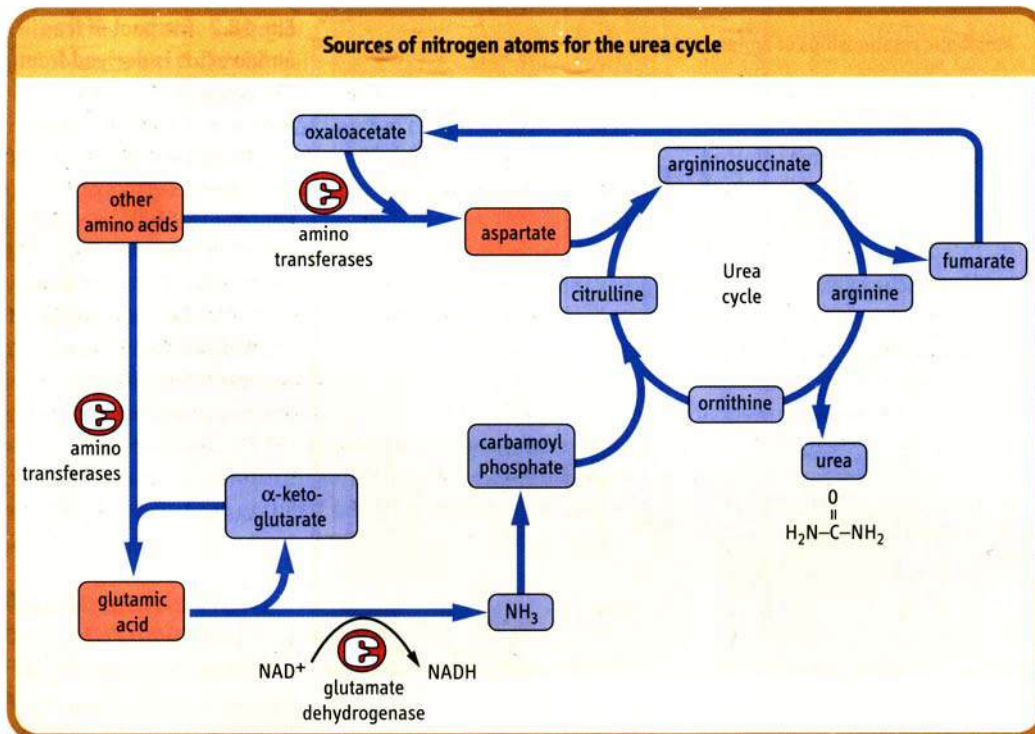 Sources of nitrogen atoms for the urea cycle
oxaloacetate
argininosuccinate
other
amino acids
amino
transferases
aspartate
fumarate
citrulline
Urea
cycle
arginine
ornithine
amino
transferases
carbamoyl
phosphate
urea
α-keto-
glutarate
O
H₂N–C–NH₂
glutamic
acid
NH₃
NAD⁺
NADH
glutamate
dehydrogenase